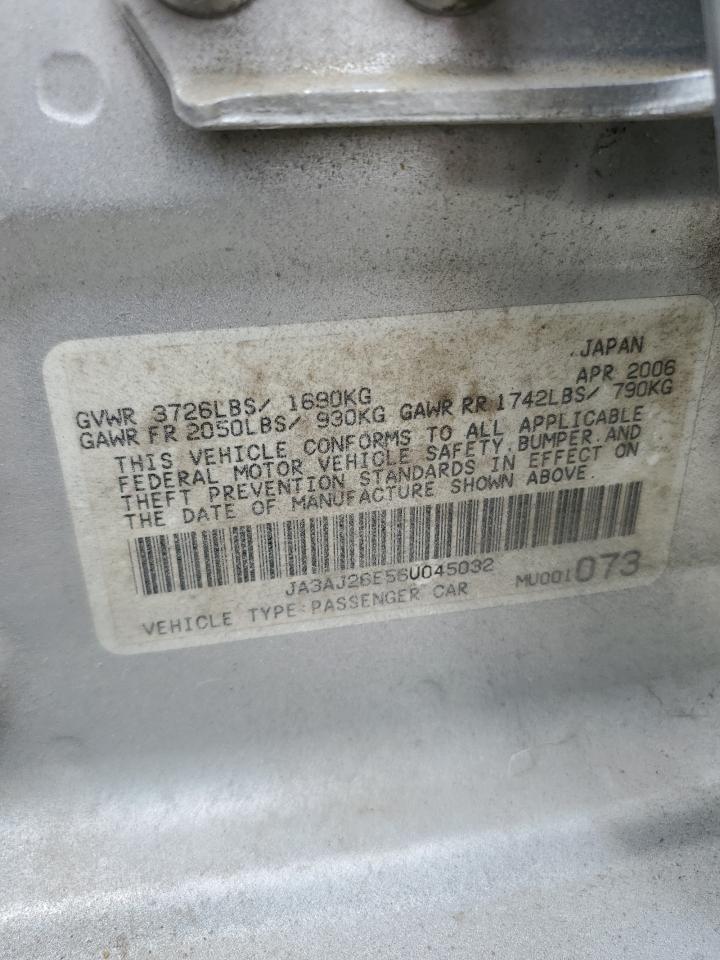 JAPAN
APR 2006
GVWR 3726LBS/ 1690KG
GAWR FR 2050LBS/ 930KG GAWR RR 1742LBS/ 790KG
THIS VEHICLE CONFORMS TO ALL APPLICABLE
FEDERAL MOTOR VEHICLE SAFETY, BUMPER, AND
THEFT PREVENTION STANDARDS IN EFFECT ON
THE DATE OF MANUFACTURE SHOWN ABOVE.
JA3AJ26E56U045032
VEHICLE TYPE:PASSENGER CAR MU001073